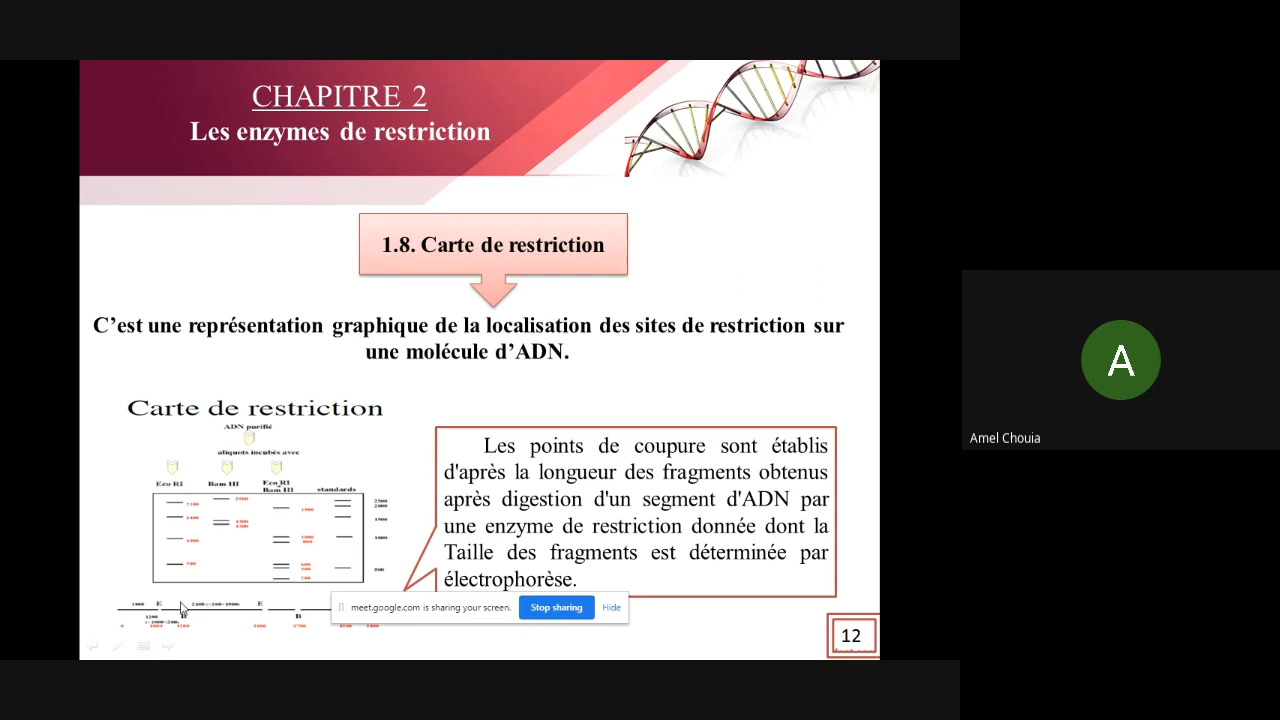 CHAPITRE 2
Les enzymes de restriction
1.8. Carte de restriction
C’est une représentation graphique de la localisation des sites de restriction sur
une molécule d’ADN.
Carte de restriction
ADN purifié
aliquots incubés avec
Eco RI
Bam HI
Eco RI
Bam HI
standards
Les points de coupure sont établis
d'après la longueur des fragments obtenus
après digestion d'un segment d'ADN par
une enzyme de restriction donnée dont la
Taille des fragments est déterminée par
électrophorèse.
meet.google.com is sharing your screen.
Stop sharing
Hide
E
E
B
12
A
Amel Chouia